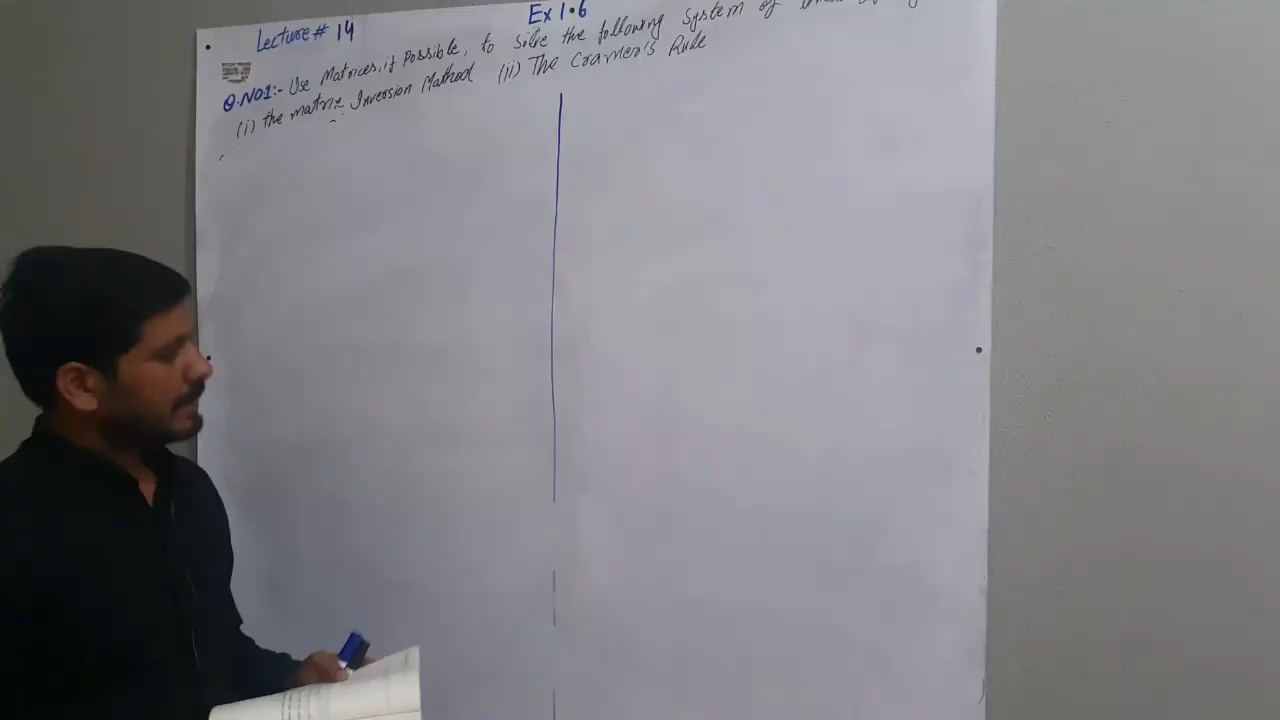 Lecture# 14
Ex 1.6
Q.NO1:- Use Matrices, if Possible, to Solve the following System of
(i) the matrix Inversion Mathod (ii) The Cramer's Rule